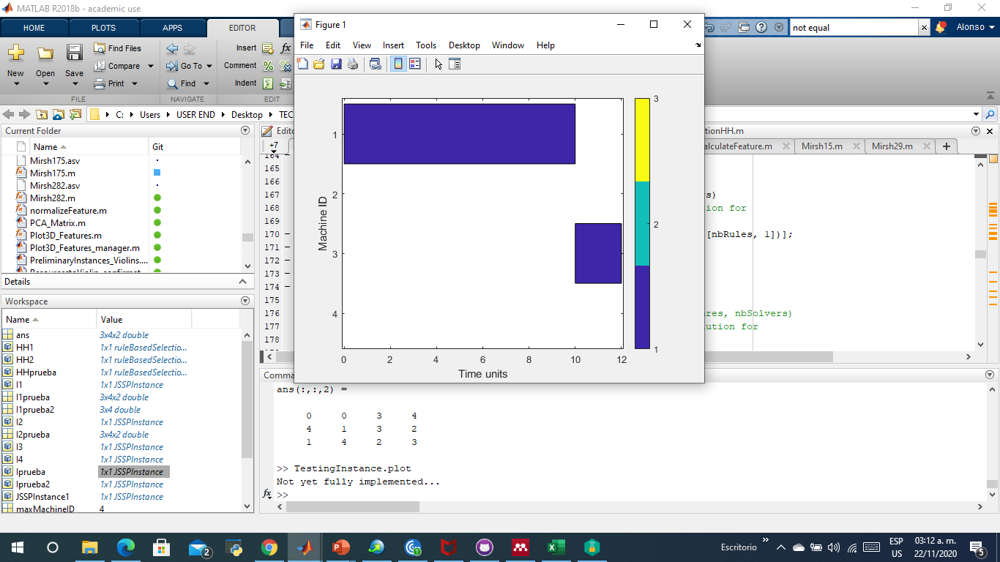 MATLAB R2018b - academic use
HOME PLOTS APPS EDITOR
not equal
Alonso
New Open Save
Find Files
Compare
Print
FILE
Go To
Find
NAVIGATE
Insert fx
Comment %
Indent
EDIT
C: Users USER END Desktop TEC
Current Folder
Name Git
Mirsh175.asv
Mirsh175.m
Mirsh282.asv
Mirsh282.m
normalizeFeature.m
PCA_Matrix.m
Plot3D_Features.m
Plot3D_Features_manager.m
PreliminaryInstances_Violins....
Details
Workspace
Name Value
ans 3x4x2 double
HH1 1x1 ruleBasedSelectio...
HH2 1x1 ruleBasedSelectio...
HHprueba 1x1 ruleBasedSelectio...
I1 1x1 JSSPInstance
I1prueba 3x4x2 double
I1prueba2 3x4 double
I2 1x1 JSSPInstance
I2prueba 3x4x2 double
I3 1x1 JSSPInstance
I4 1x1 JSSPInstance
Iprueba 1x1 JSSPInstance
Iprueba2 1x1 JSSPInstance
JSSPInstance1 1x1 JSSPInstance
maxMachineID 4
Figure 1
File Edit View Insert Tools Desktop Window Help
Machine ID
1
2
3
4
0 2 4 6 8 10 12
Time units
3
2
1
Edito
tionHH.m
+7
alculateFeature.m Mirsh15.m Mirsh29.m
164
165
166
167 s)
168 ion for
169
170 [nbRules, 1])];
171
172
173
174
175
176 res, nbSolvers)
177 ution for
178
Comma
ans(:,:,2) =
0 0 3 4
4 1 3 2
1 4 2 3
>> TestingInstance.plot
Not yet fully implemented...
fx >>
Escritorio
ESP
US
03:12 a. m.
22/11/2020
2
5